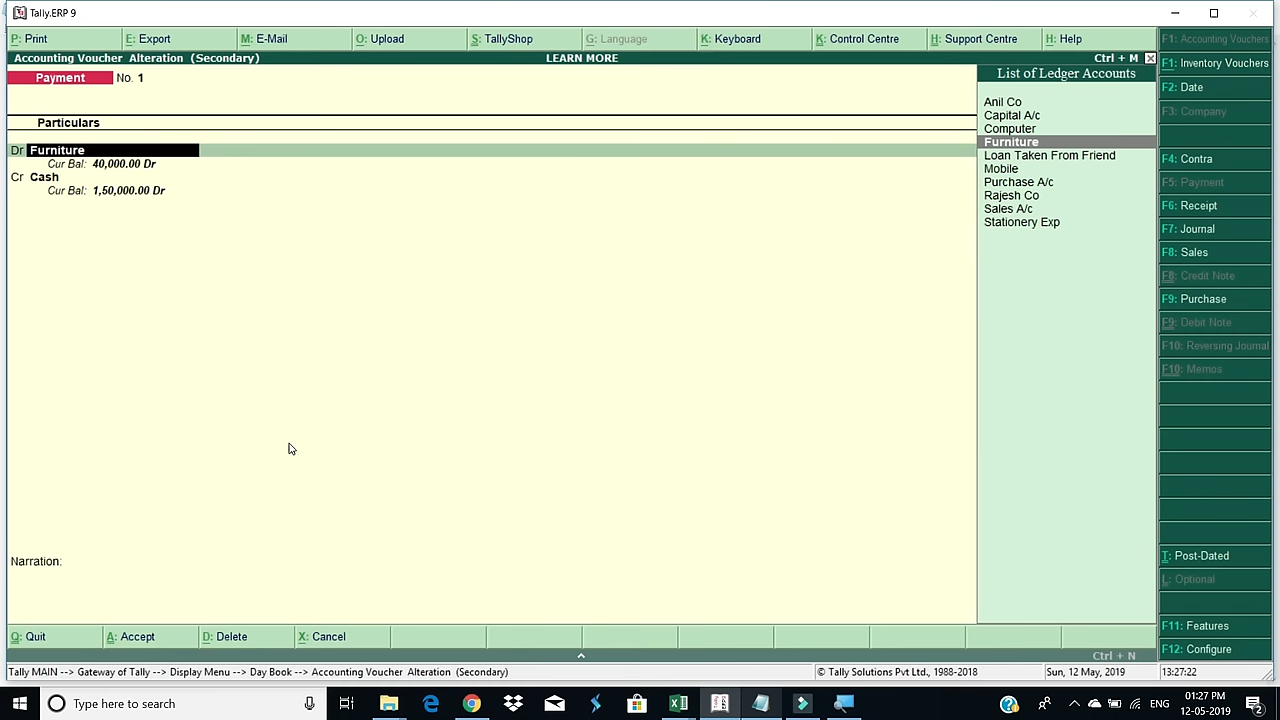 Tally.ERP 9
P: Print E: Export M: E-Mail O: Upload S: TallyShop G: Language K: Keyboard K: Control Centre H: Support Centre H: Help
Accounting Voucher Alteration (Secondary) LEARN MORE Ctrl + M
Payment No. 1
Particulars
Dr Furniture
Cur Bal: 40,000.00 Dr
Cr Cash
Cur Bal: 1,50,000.00 Dr
Narration:
List of Ledger Accounts
Anil Co
Capital A/c
Computer
Furniture
Loan Taken From Friend
Mobile
Purchase A/c
Rajesh Co
Sales A/c
Stationery Exp
F1: Accounting Vouchers
F1: Inventory Vouchers
F2: Date
F3: Company
F4: Contra
F5: Payment
F6: Receipt
F7: Journal
F8: Sales
F8: Credit Note
F9: Purchase
F9: Debit Note
F10: Reversing Journal
F10: Memos
T: Post-Dated
L: Optional
F11: Features
F12: Configure
Q: Quit A: Accept D: Delete X: Cancel
Ctrl + N
Tally MAIN --> Gateway of Tally --> Display Menu --> Day Book --> Accounting Voucher Alteration (Secondary) © Tally Solutions Pvt Ltd., 1988-2018 Sun, 12 May, 2019 13:27:22
Type here to search
01:27 PM
12-05-2019
2